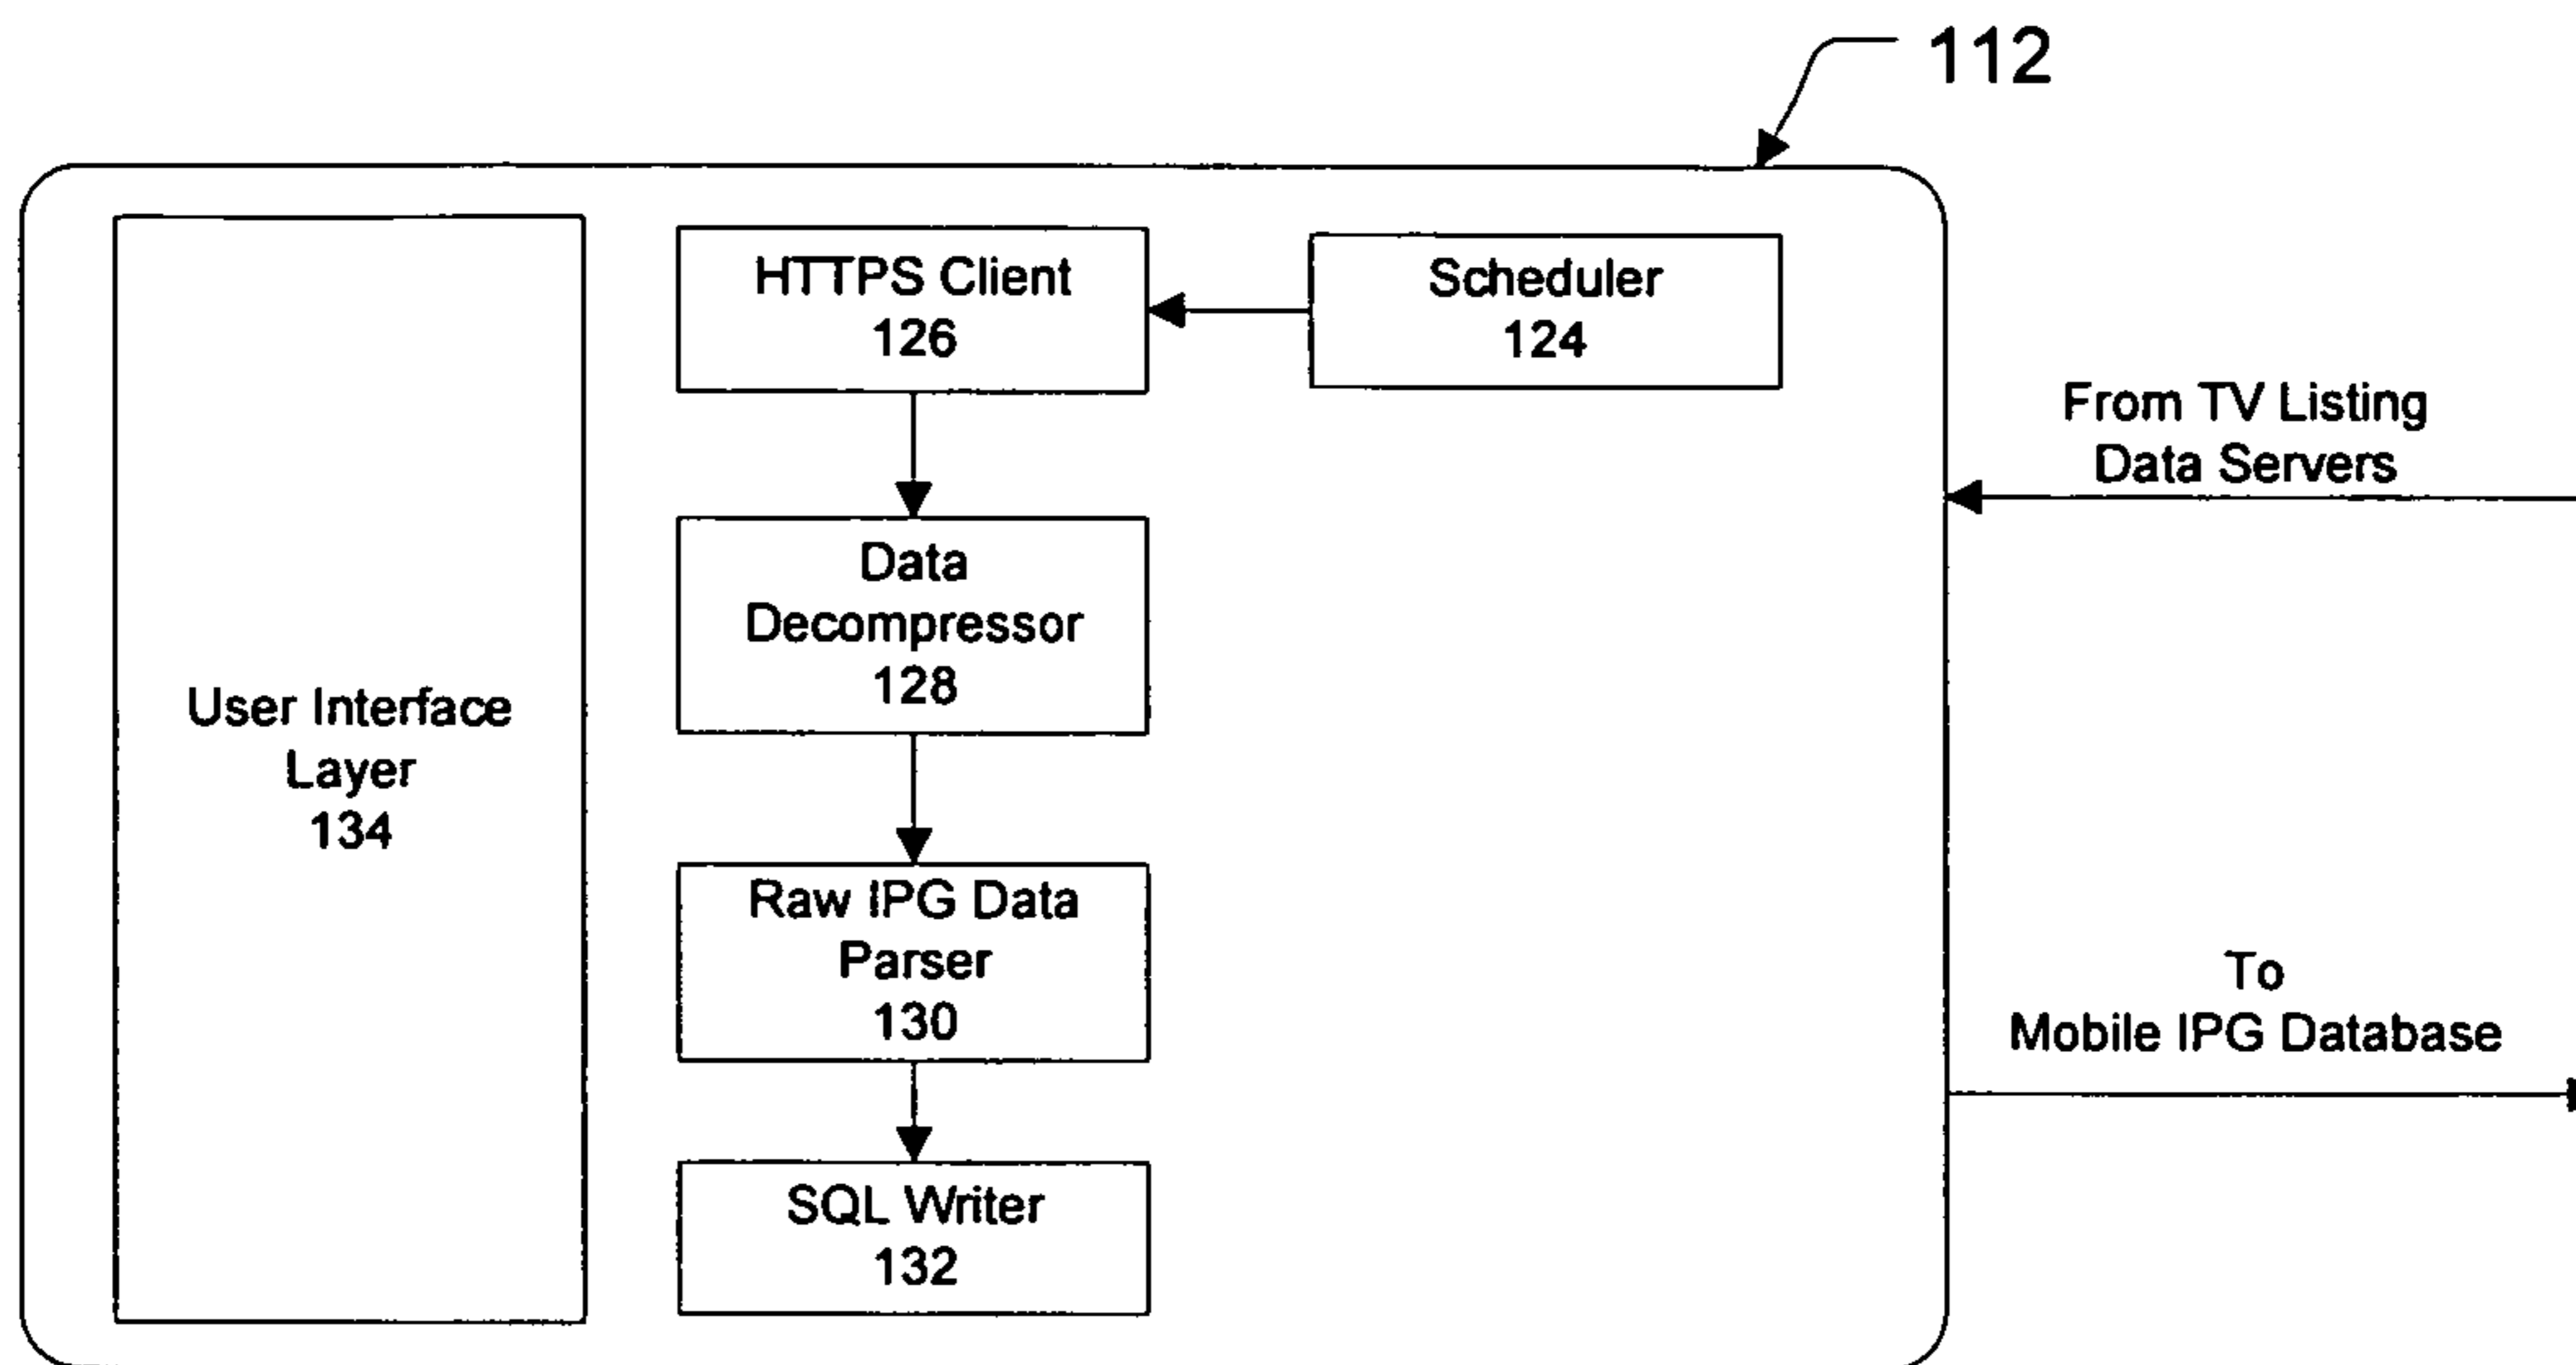 112
HTTPS Client
126
Scheduler
124
From TV Listing
Data Servers
Data
Decompressor
128
User Interface
Layer
134
Raw IPG Data
Parser
130
To
Mobile IPG Database
SQL Writer
132